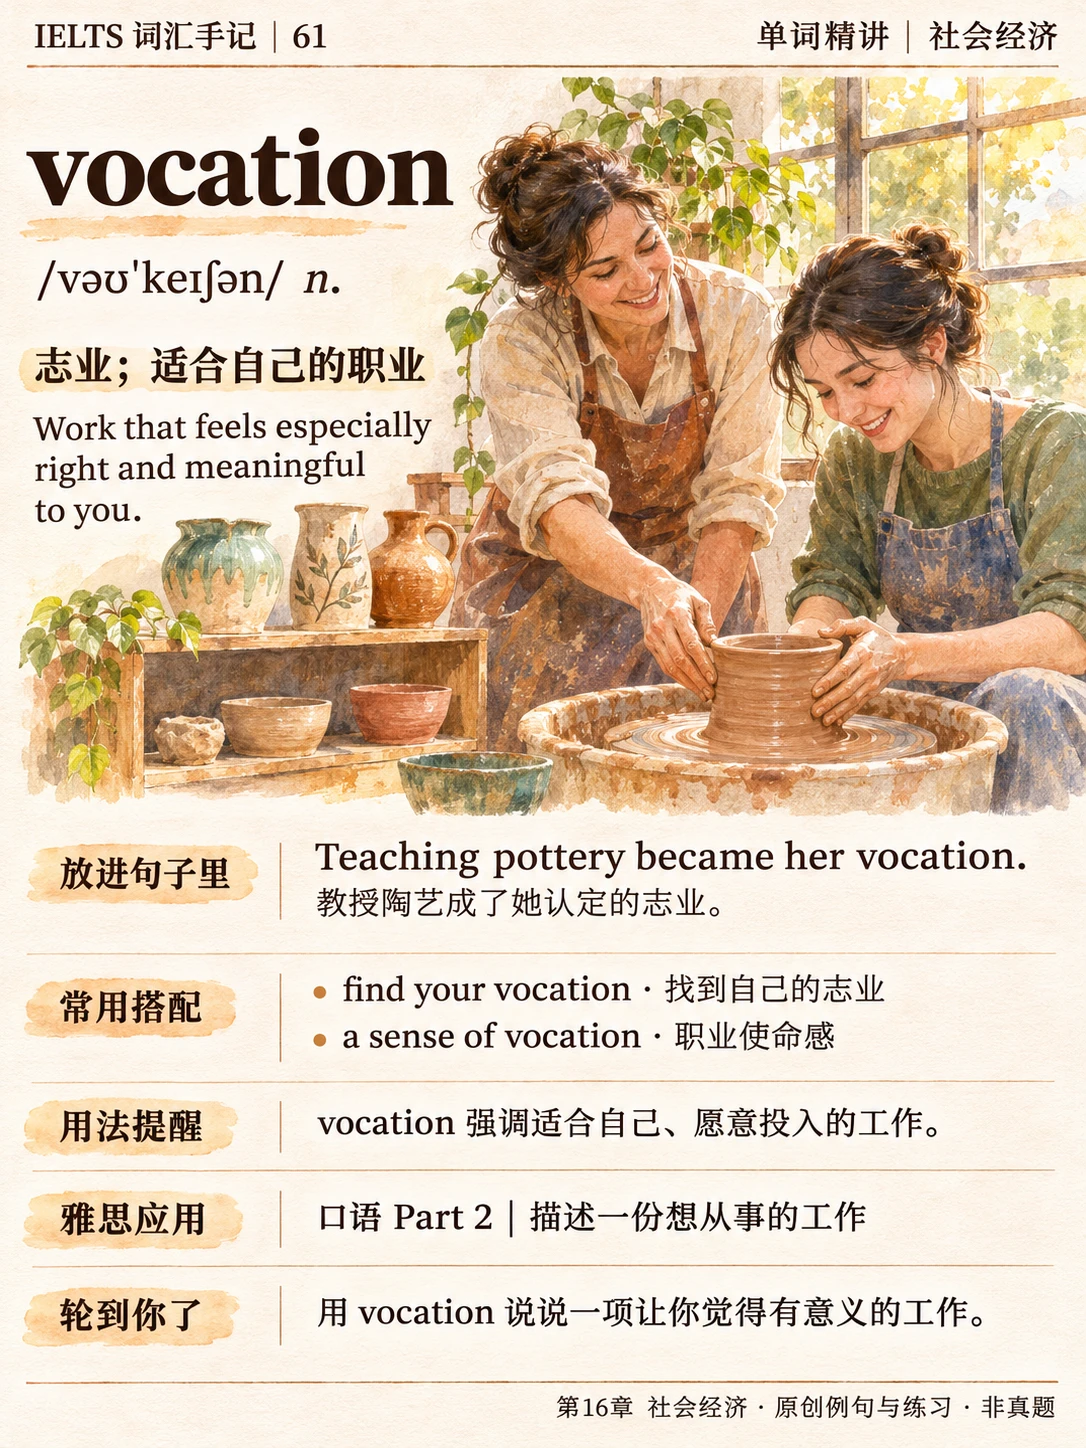 IELTS 词汇手记 | 61
单词精讲 | 社会经济
vocation
/vəʊˈkeɪʃən/ n.
志业；适合自己的职业
Work that feels especially
right and meaningful
to you.
放进句子里
Teaching pottery became her vocation.
教授陶艺成了她认定的志业。
常用搭配
• find your vocation · 找到自己的志业
• a sense of vocation · 职业使命感
用法提醒
vocation 强调适合自己、愿意投入的工作。
雅思应用
口语 Part 2 | 描述一份想从事的工作
轮到你了
用 vocation 说说一项让你觉得有意义的工作。
第16章 社会经济 · 原创例句与练习 · 非真题